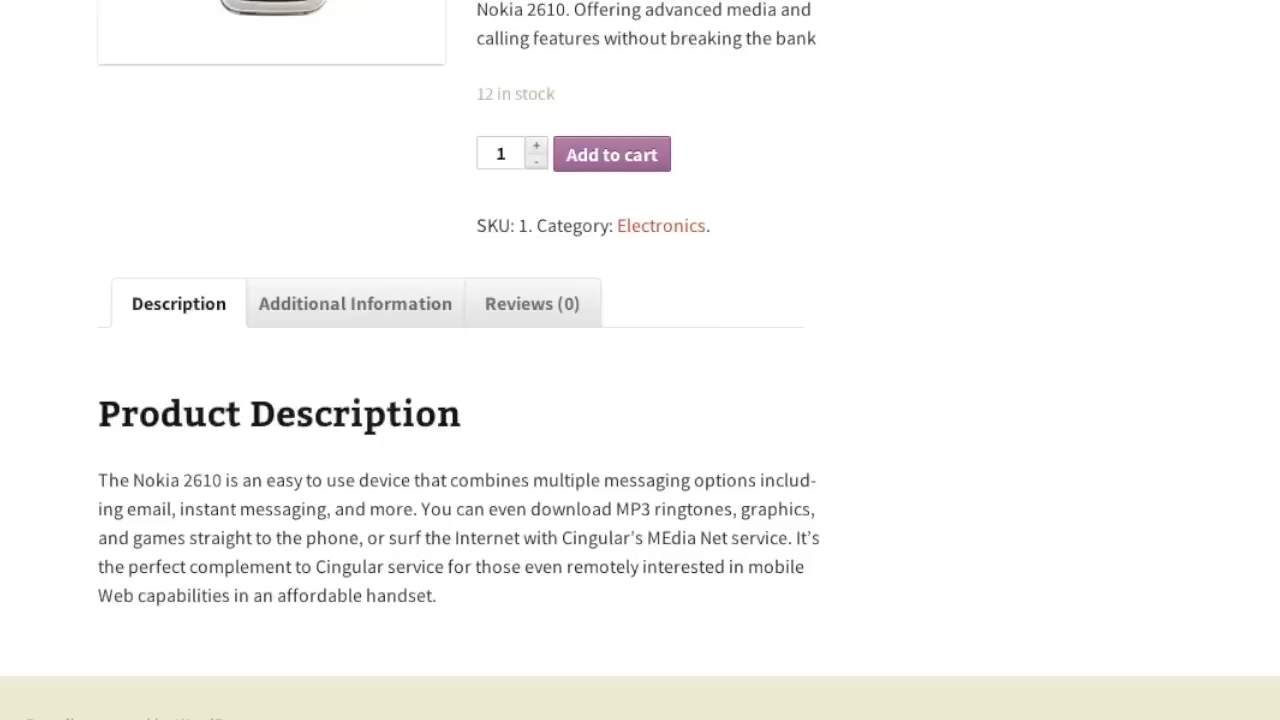 Nokia 2610. Offering advanced media and
calling features without breaking the bank
12 in stock
1
+
-
Add to cart
SKU: 1. Category: Electronics.
Description
Additional Information
Reviews (0)
Product Description
The Nokia 2610 is an easy to use device that combines multiple messaging options includ-
ing email, instant messaging, and more. You can even download MP3 ringtones, graphics,
and games straight to the phone, or surf the Internet with Cingular’s MEdia Net service. It’s
the perfect complement to Cingular service for those even remotely interested in mobile
Web capabilities in an affordable handset.